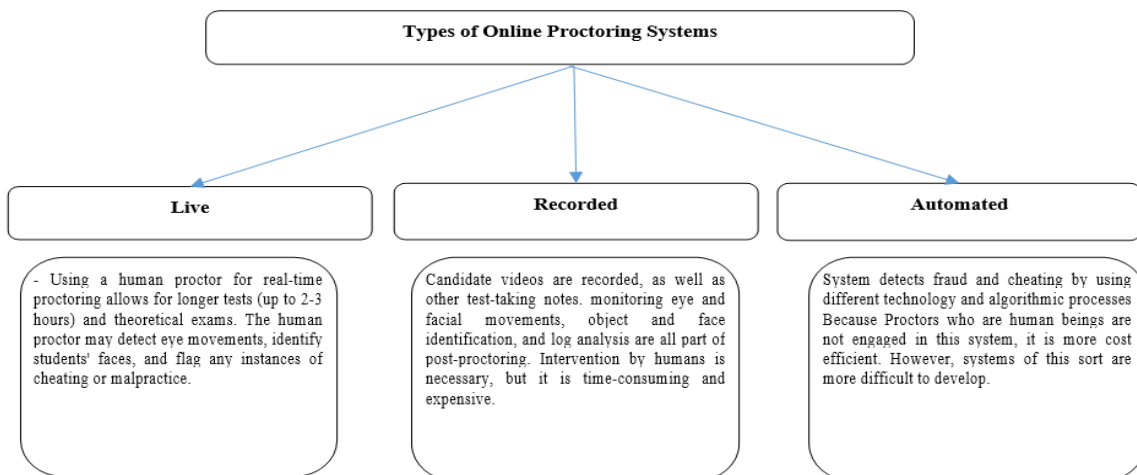 Types of Online Proctoring Systems
Live
- Using a human proctor for real-time
proctoring allows for longer tests (up to 2-3
hours) and theoretical exams. The human
proctor may detect eye movements, identify
students' faces, and flag any instances of
cheating or malpractice.
Recorded
Candidate videos are recorded, as well as
other test-taking notes. monitoring eye and
facial movements, object and face
identification, and log analysis are all part of
post-proctoring. Intervention by humans is
necessary, but it is time-consuming and
expensive.
Automated
System detects fraud and cheating by using
different technology and algorithmic processes
Because Proctors who are human beings are
not engaged in this system, it is more cost
efficient. However, systems of this sort are
more difficult to develop.